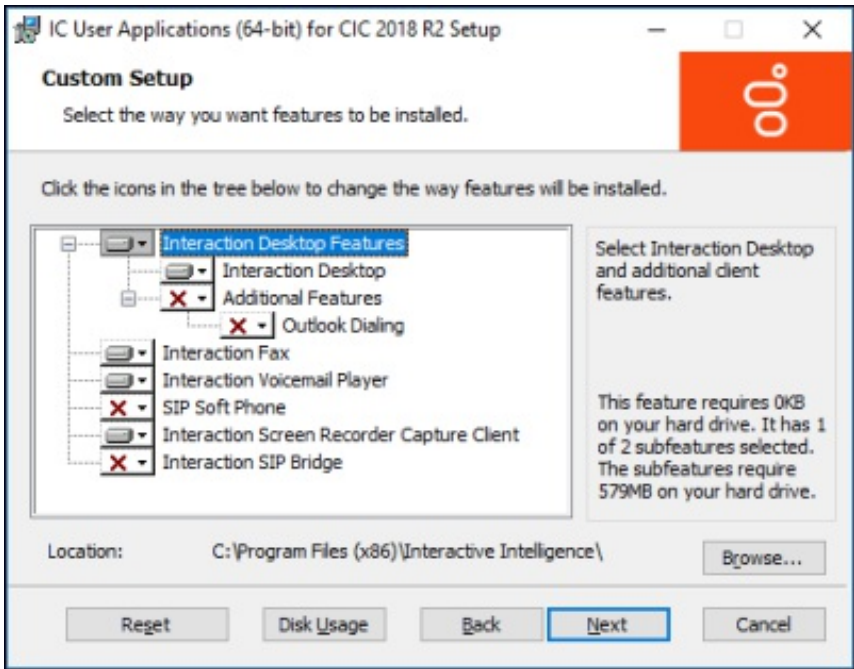 IC User Applications (64-bit) for CIC 2018 R2 Setup
Custom Setup
Select the way you want features to be installed.
Click the icons in the tree below to change the way features will be installed.
Interaction Desktop Features
Interaction Desktop
Additional Features
Outlook Dialing
Interaction Fax
Interaction Voicemail Player
SIP Soft Phone
Interaction Screen Recorder Capture Client
Interaction SIP Bridge
Select Interaction Desktop
and additional client
features.
This feature requires 0KB
on your hard drive. It has 1
of 2 subfeatures selected.
The subfeatures require
579MB on your hard drive.
Location: C:\Program Files (x86)\Interactive Intelligence\
Browse...
Reset Disk Usage Back Next Cancel